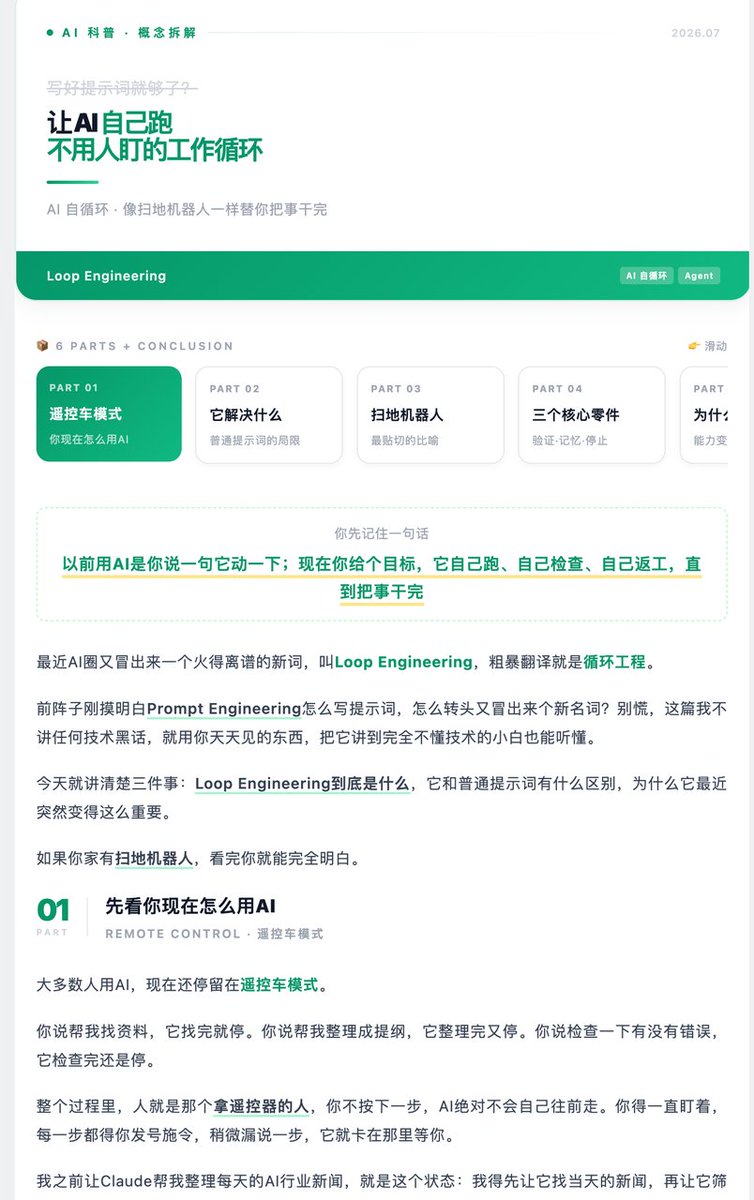 AI 科普 · 概念拆解
2026.07
写好提示词就够了？
让AI自己跑
不用人盯的工作循环
AI 自循环 · 像扫地机器人一样替你把事干完
Loop Engineering
AI 自循环
Agent
📦 6 PARTS + CONCLUSION
👉 滑动
PART 01
遥控车模式
你现在怎么用AI
PART 02
它解决什么
普通提示词的局限
PART 03
扫地机器人
最贴切的比喻
PART 04
三个核心零件
验证·记忆·停止
PART
为什么
能力变
你先记住一句话
以前用AI是你说一句它动一下；现在你给个目标，它自己跑、自己检查、自己返工，直
到把事干完
最近AI圈又冒出来一个火得离谱的新词，叫Loop Engineering，粗暴翻译就是循环工程。
前阵子刚摸明白Prompt Engineering怎么写提示词，怎么转头又冒出来个新名词？别慌，这篇我不
讲任何技术黑话，就用你天天见的东西，把它讲到完全不懂技术的小白也能听懂。
今天就讲清楚三件事：Loop Engineering到底是什么，它和普通提示词有什么区别，为什么它最近
突然变得这么重要。
如果你家有扫地机器人，看完你就能完全明白。
01
PART
先看你现在怎么用AI
REMOTE CONTROL · 遥控车模式
大多数人用AI，现在还停留在遥控车模式。
你说帮我找资料，它找完就停。你说帮我整理成提纲，它整理完又停。你说检查一下有没有错误，
它检查完还是停。
整个过程里，人就是那个拿遥控器的人，你不按下一步，AI绝对不会自己往前走。你得一直盯着，
每一步都得你发号施令，稍微漏说一步，它就卡在那里等你。
我之前让Claude帮我整理每天的AI行业新闻，就是这个状态：我得先让它找当天的新闻，再让它筛